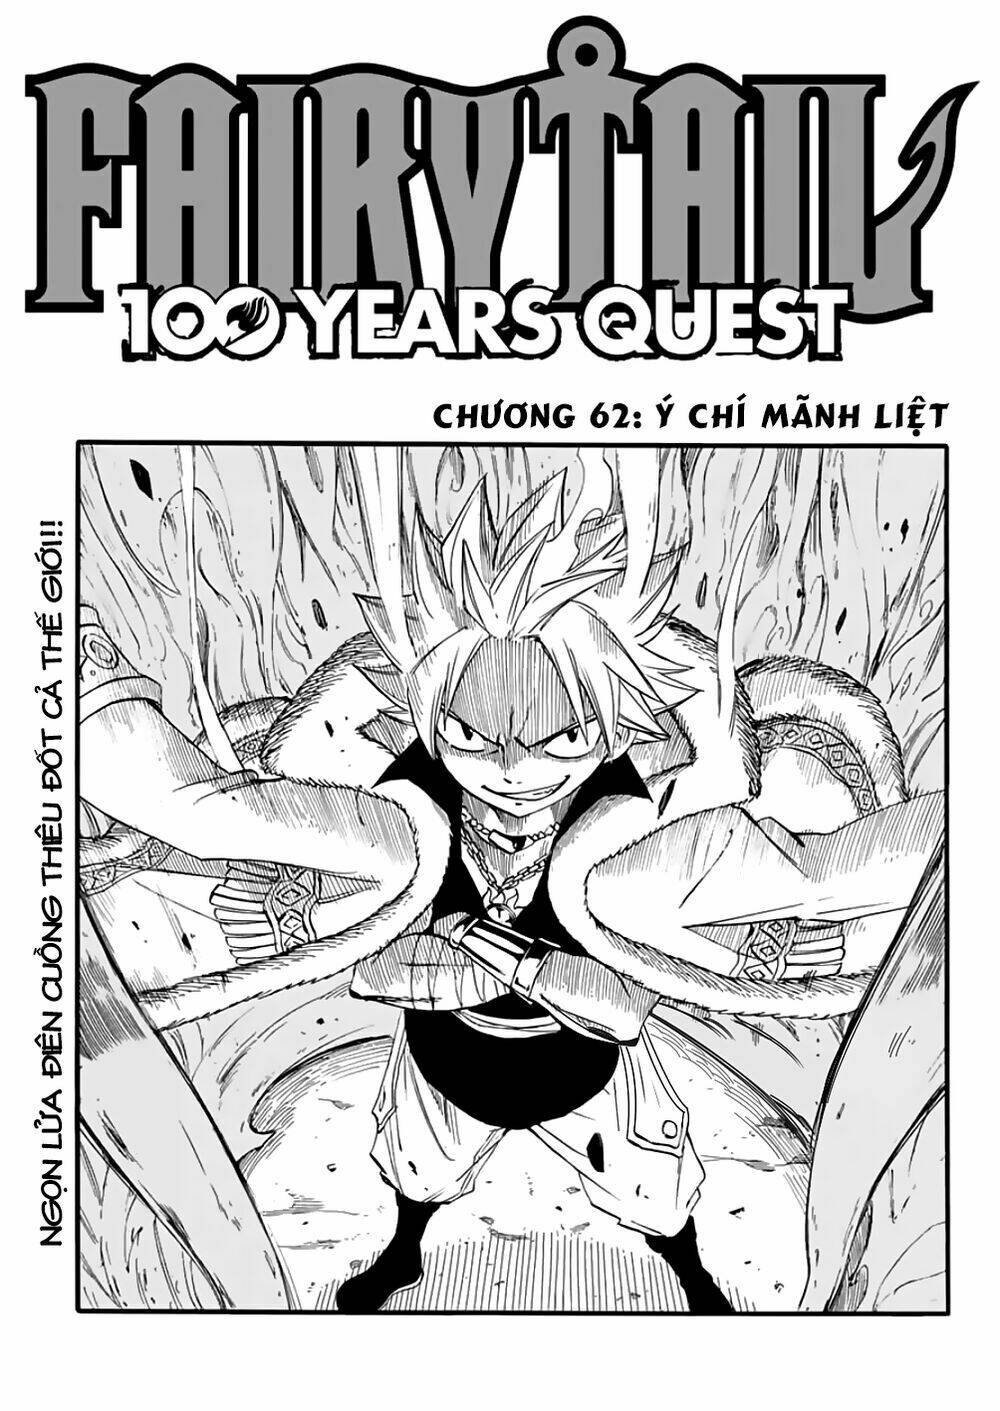 FAIRY TAIL
100 YEARS QUEST
CHƯƠNG 62: Ý CHÍ MÃNH LIỆT
NGỌN LỬA ĐIÊN CUỒNG THIÊU ĐỐT CẢ THẾ GIỚI!!!